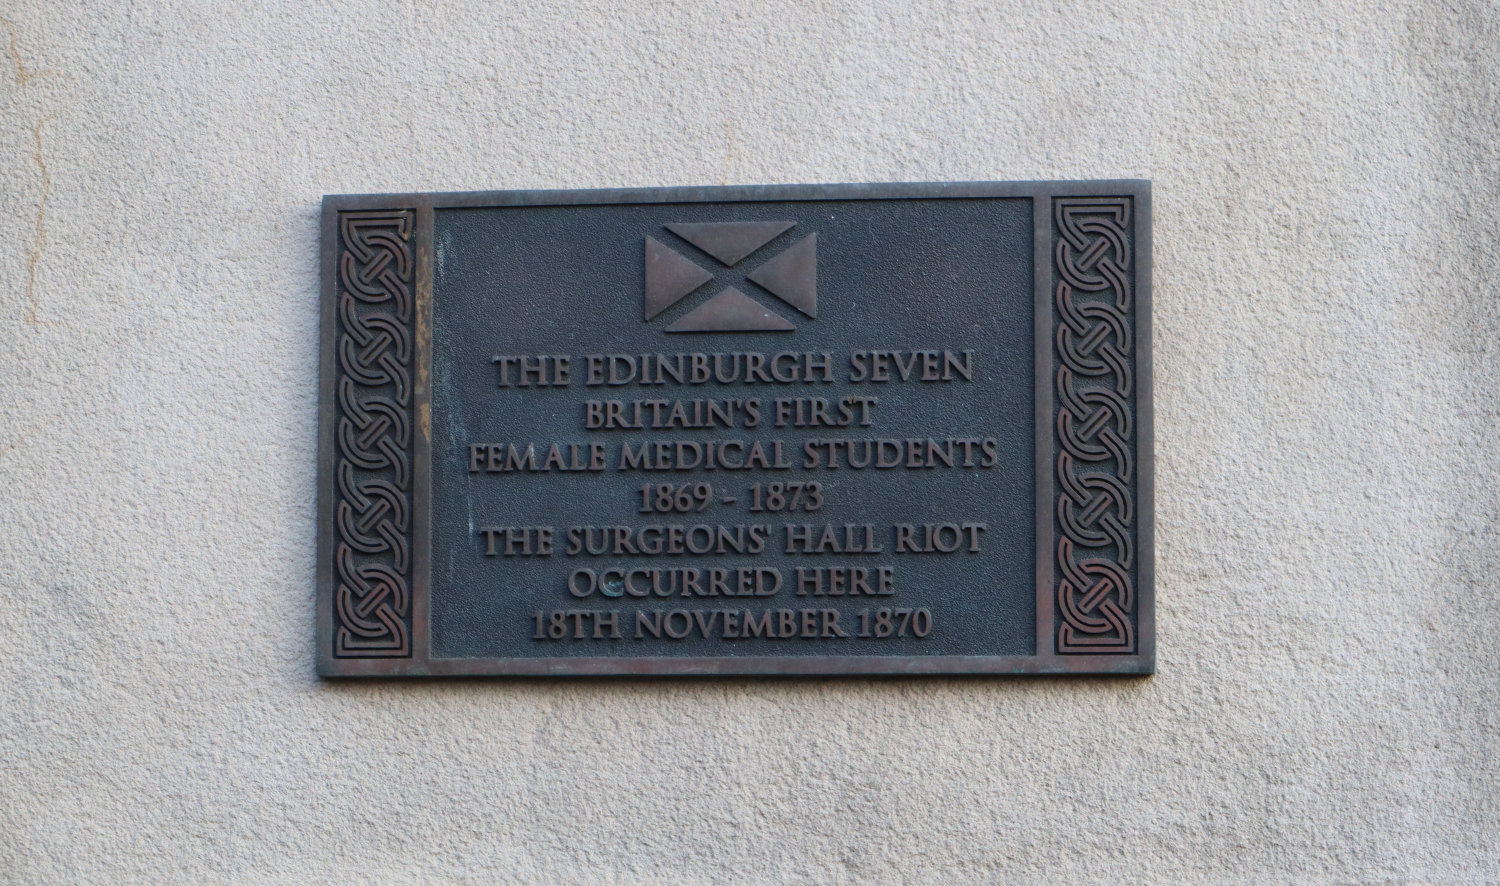 THE EDINBURGH SEVEN
BRITAIN'S FIRST
FEMALE MEDICAL STUDENTS
1869 - 1873
THE SURGEONS' HALL RIOT
OCCURRED HERE
18TH NOVEMBER 1870